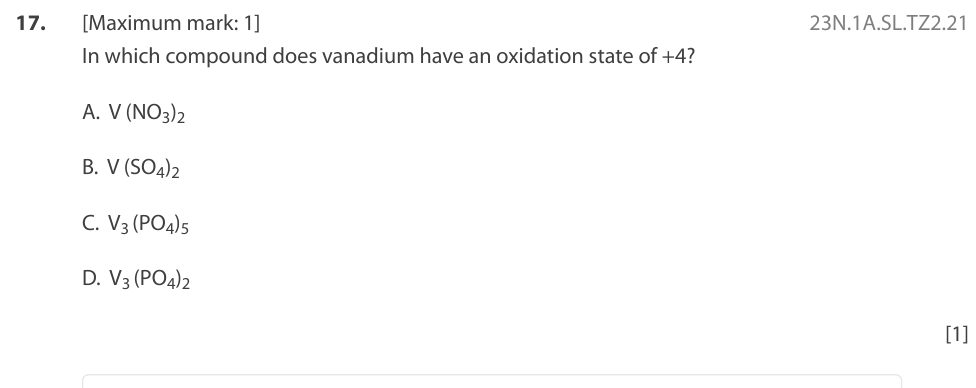 17. [Maximum mark: 1] 23N.1A.SL.TZ2.21
In which compound does vanadium have an oxidation state of +4?
A. V (NO₃)₂
B. V (SO₄)₂
C. V₃ (PO₄)₅
D. V₃ (PO₄)₂
[1]